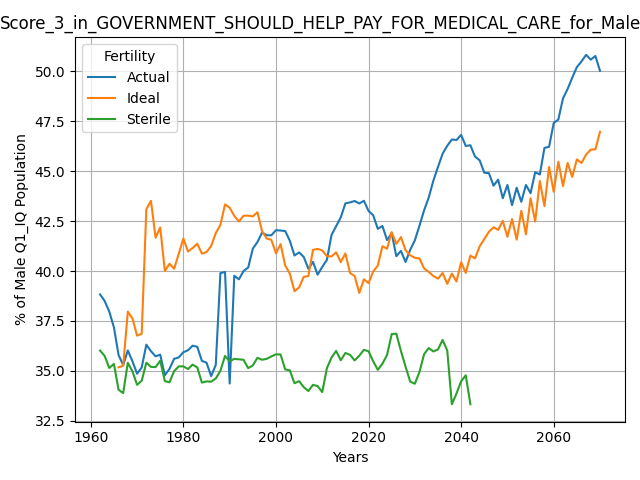 Score_3_in_GOVERNMENT_SHOULD_HELP_PAY_FOR_MEDICAL_CARE_for_Male
Fertility
Actual
Ideal
Sterile
50.0
47.5
45.0
42.5
40.0
37.5
35.0
32.5
% of Male Q1_IQ Population
1960 1980 2000 2020 2040 2060
Years